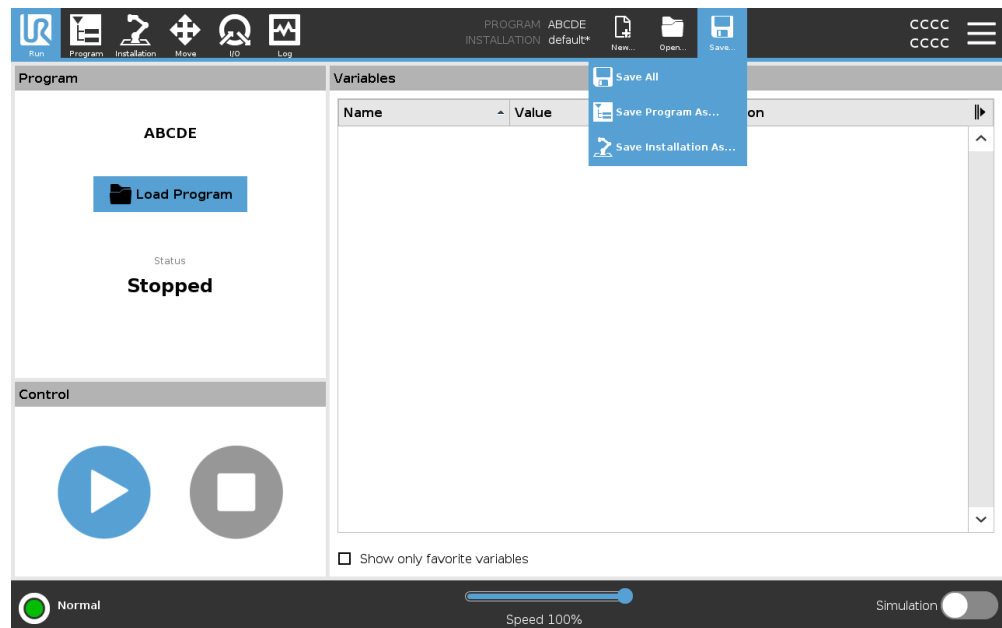 UR
Run
Program
Installation
Move
I/O
Log
PROGRAM ABCDE
INSTALLATION default*
New...
Open...
Save...
CCCC
CCCC
Program
Variables
Save All
Save Program As...
Save Installation As...
Name
Value
on
ABCDE
Load Program
Status
Stopped
Control
Show only favorite variables
Normal
Speed 100%
Simulation